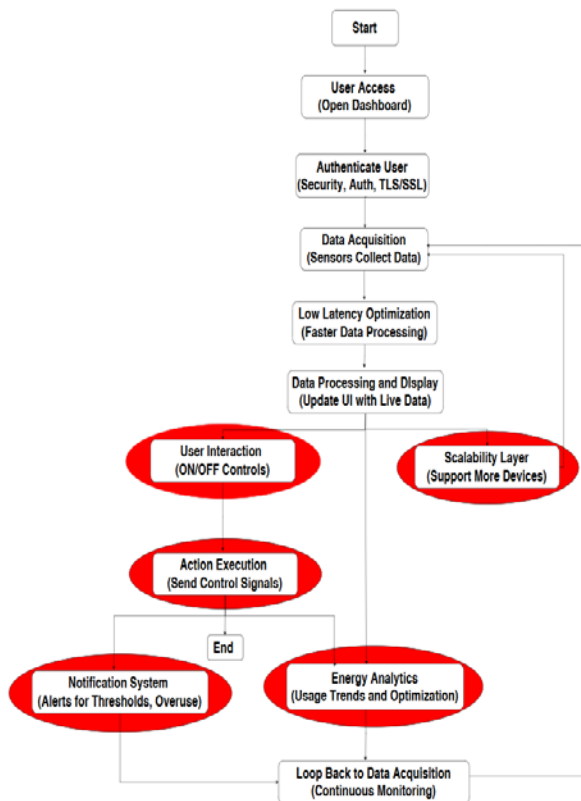 Start
User Access
(Open Dashboard)
Authenticate User
(Security, Auth, TLS/SSL)
Data Acquisition
(Sensors Collect Data)
Low Latency Optimization
(Faster Data Processing)
Data Processing and DIsplay
(Update UI with Live Data)
User Interaction
(ON/OFF Controls)
Scalability Layer
(Support More Devices)
Action Execution
(Send Control Signals)
End
Notification System
(Alerts for Thresholds, Overuse)
Energy Analytics
(Usage Trends and Optimization)
Loop Back to Data Acquisition
(Continuous Monitoring)